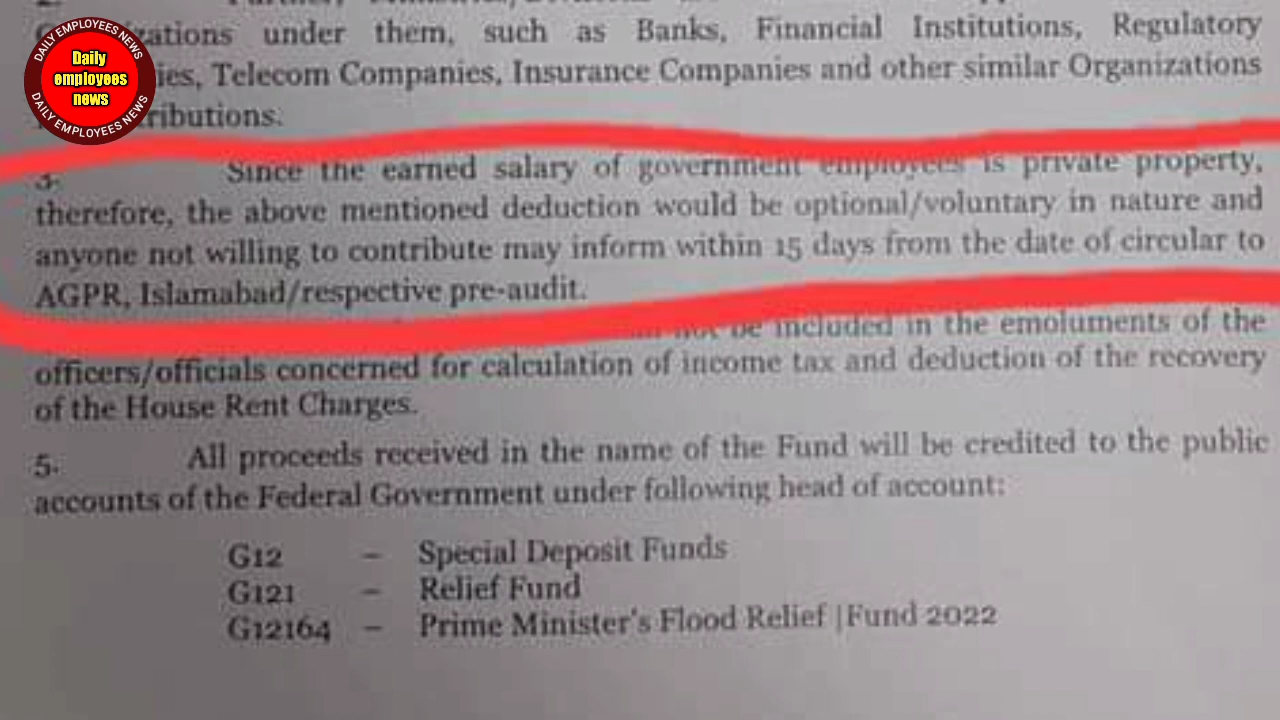 DAILY EMPLOYEES NEWS
Daily
employees
news
DAILY EMPLOYEES NEWS
under them, such as Banks, Financial Institutions, Regulatory
Telecom Companies, Insurance Companies and other similar Organizations
3. Since the earned salary of government employees is private property,
therefore, the above mentioned deduction would be optional/voluntary in nature and
anyone not willing to contribute may inform within 15 days from the date of circular to
AGPR, Islamabad/respective pre-audit.
not be included in the emoluments of the
officers/officials concerned for calculation of income tax and deduction of the recovery
of the House Rent Charges.
5. All proceeds received in the name of the Fund will be credited to the public
accounts of the Federal Government under following head of account:
G12 – Special Deposit Funds
G121 – Relief Fund
G12164 – Prime Minister's Flood Relief |Fund 2022